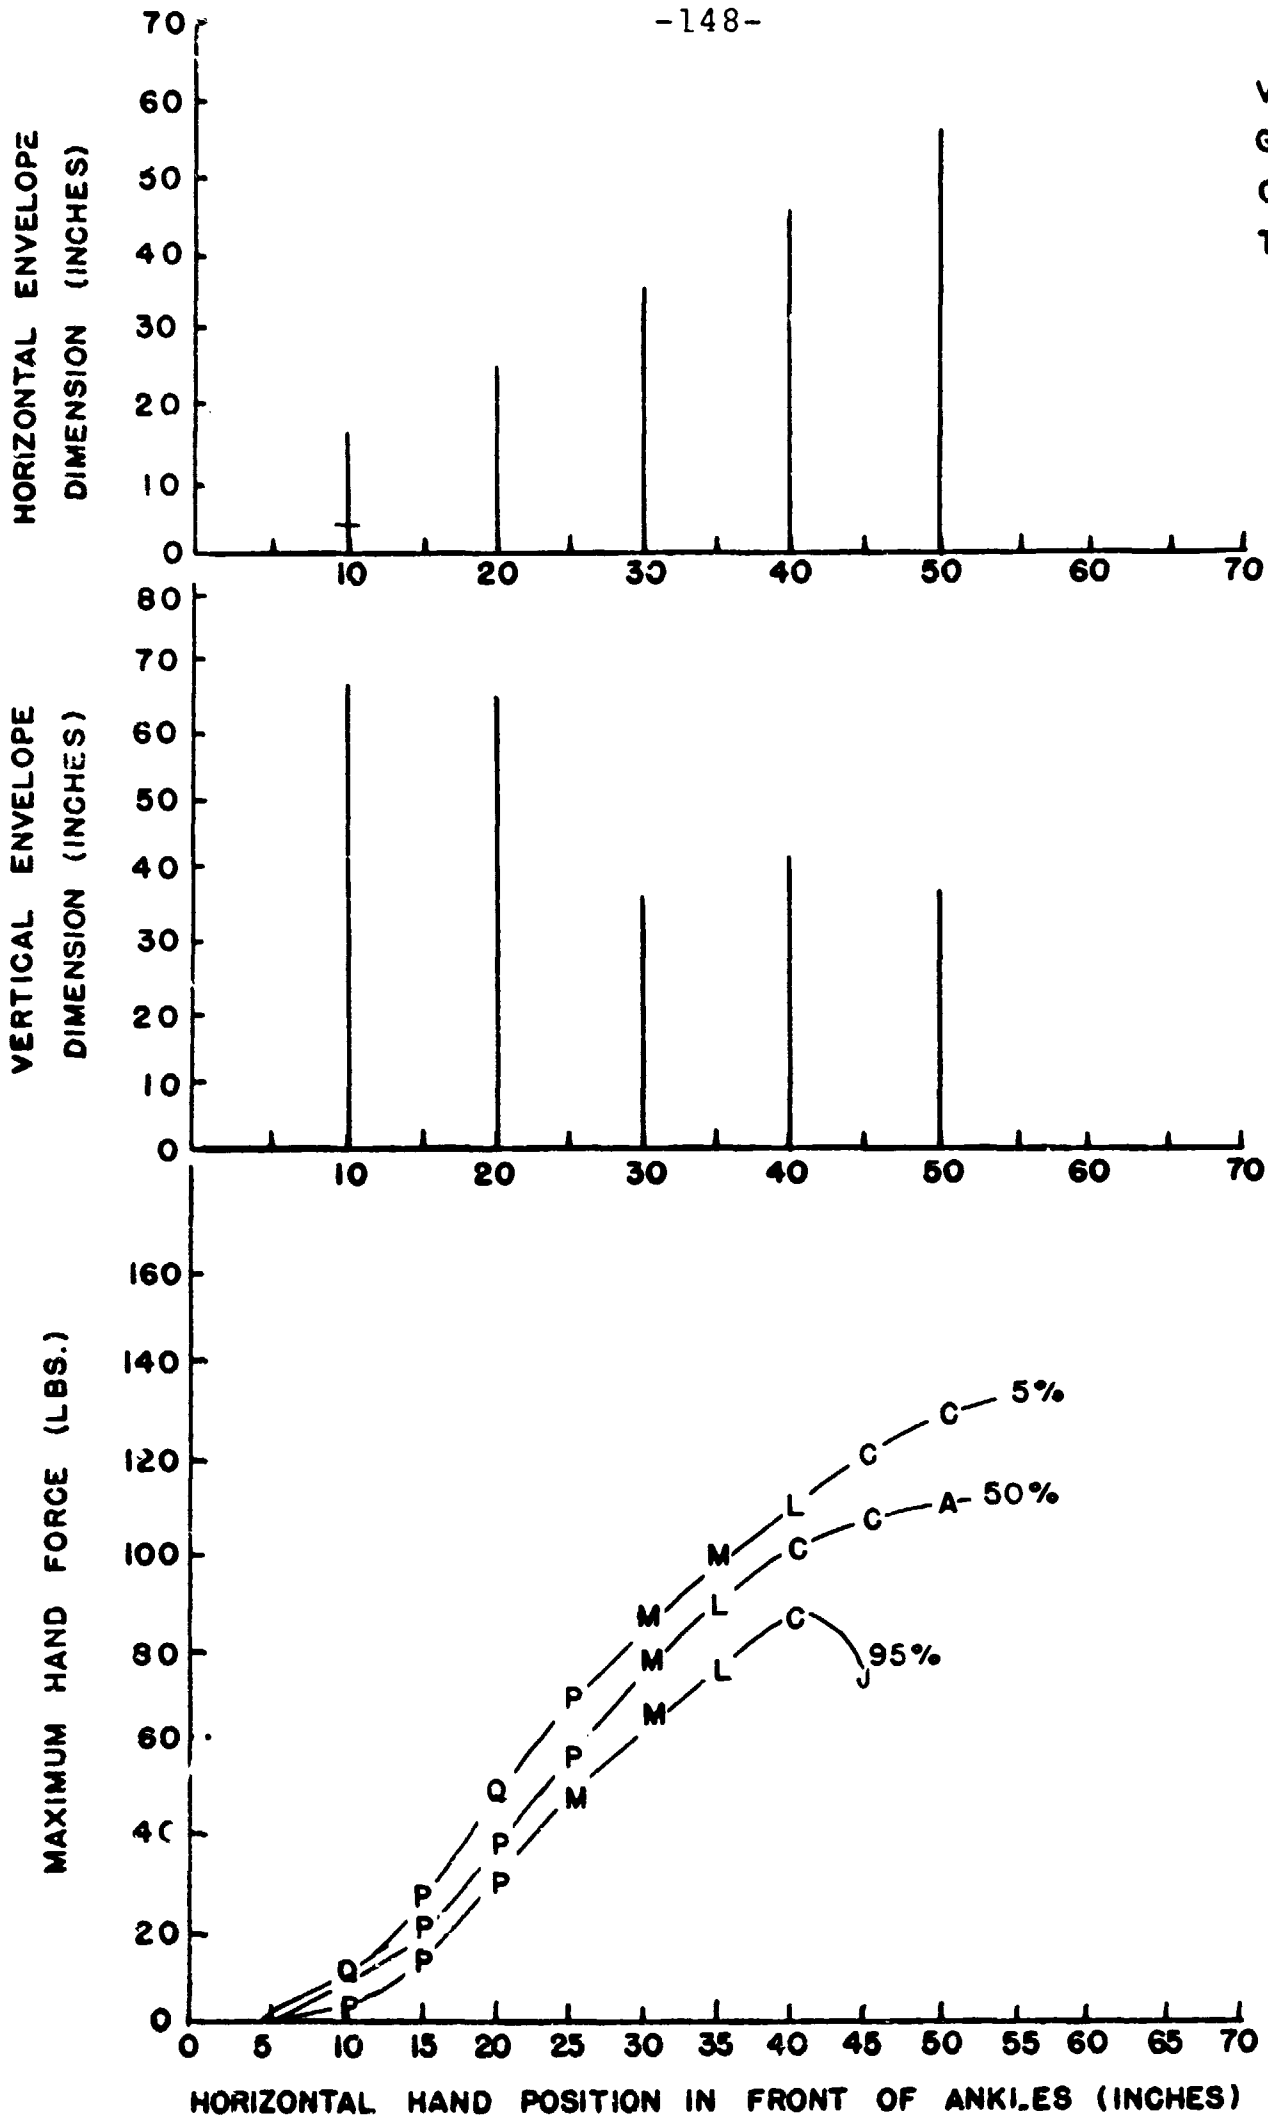 -148-
70
60
50
40
30
20
10
0
HORIZONTAL ENVELOPE
DIMENSION (INCHES)
10 20 30 40 50 60 70
80
70
60
50
40
30
20
10
0
VERTICAL ENVELOPE
DIMENSION (INCHES)
10 20 30 40 50 60 70
160
140
120
100
80
60
40
20
0
MAXIMUM HAND FORCE (LBS.)
Q P Q P M M L C C 5%
P P P M L C C A 50%
P P P M M L C J 95%
0 5 10 15 20 25 30 35 40 45 50 55 60 65 70
HORIZONTAL HAND POSITION IN FRONT OF ANKLES (INCHES)